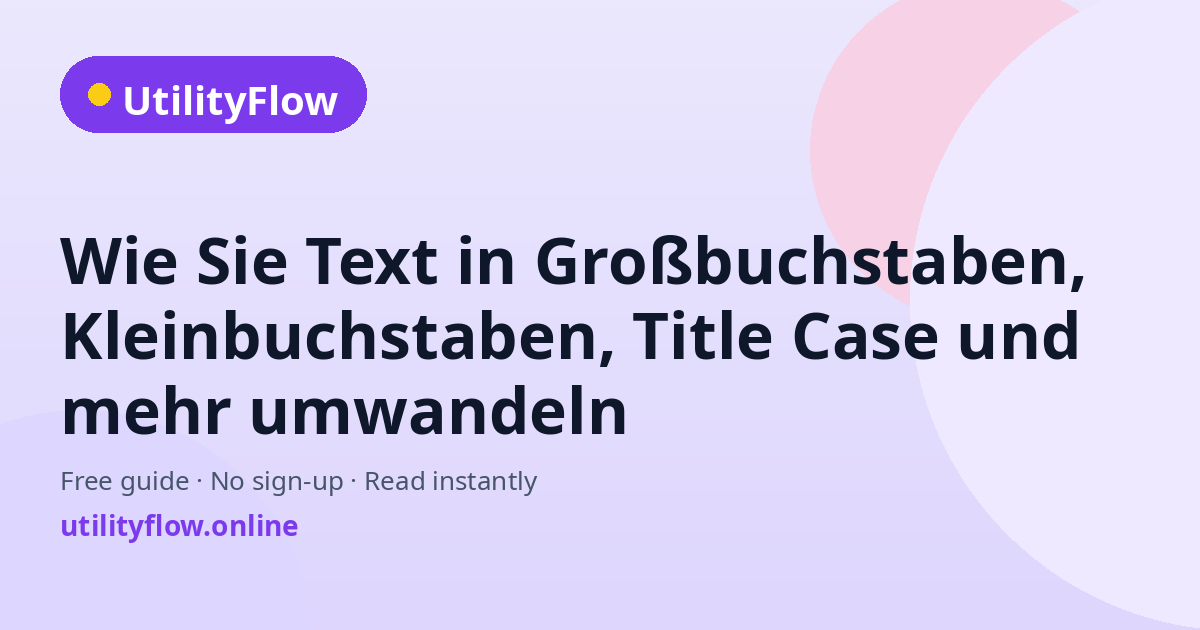 UtilityFlow
Wie Sie Text in Großbuchstaben,
Kleinbuchstaben, Title Case und
mehr umwandeln
Free guide · No sign-up · Read instantly
utilityflow.online